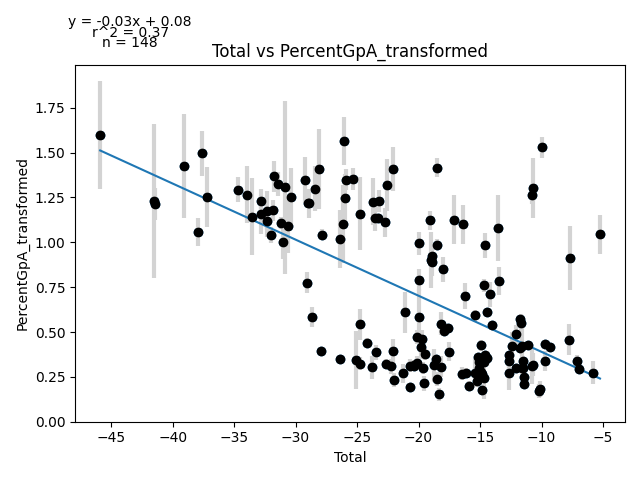 y = -0.03x + 0.08
r^2 = 0.37
n = 148
Total vs PercentGpA_transformed
PercentGpA_transformed
1.75
1.50
1.25
1.00
0.75
0.50
0.25
0.00
−45
−40
−35
−30
−25
−20
−15
−10
−5
Total